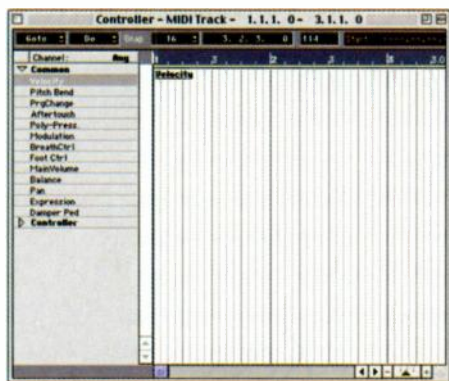 Controller - MIDI Track - 1. 1. 1. 0 - 3. 1. 1. 0
Goto Do Snap 16 3. 2. 3. 0 114
Channel: Any
Common
Velocity
Pitch Bend
PrgChange
Aftertouch
Poly-Press.
Modulation
BreathCtrl
Foot Ctrl
MainVolume
Balance
Pan
Expression
Damper Ped
Controller
Velocity